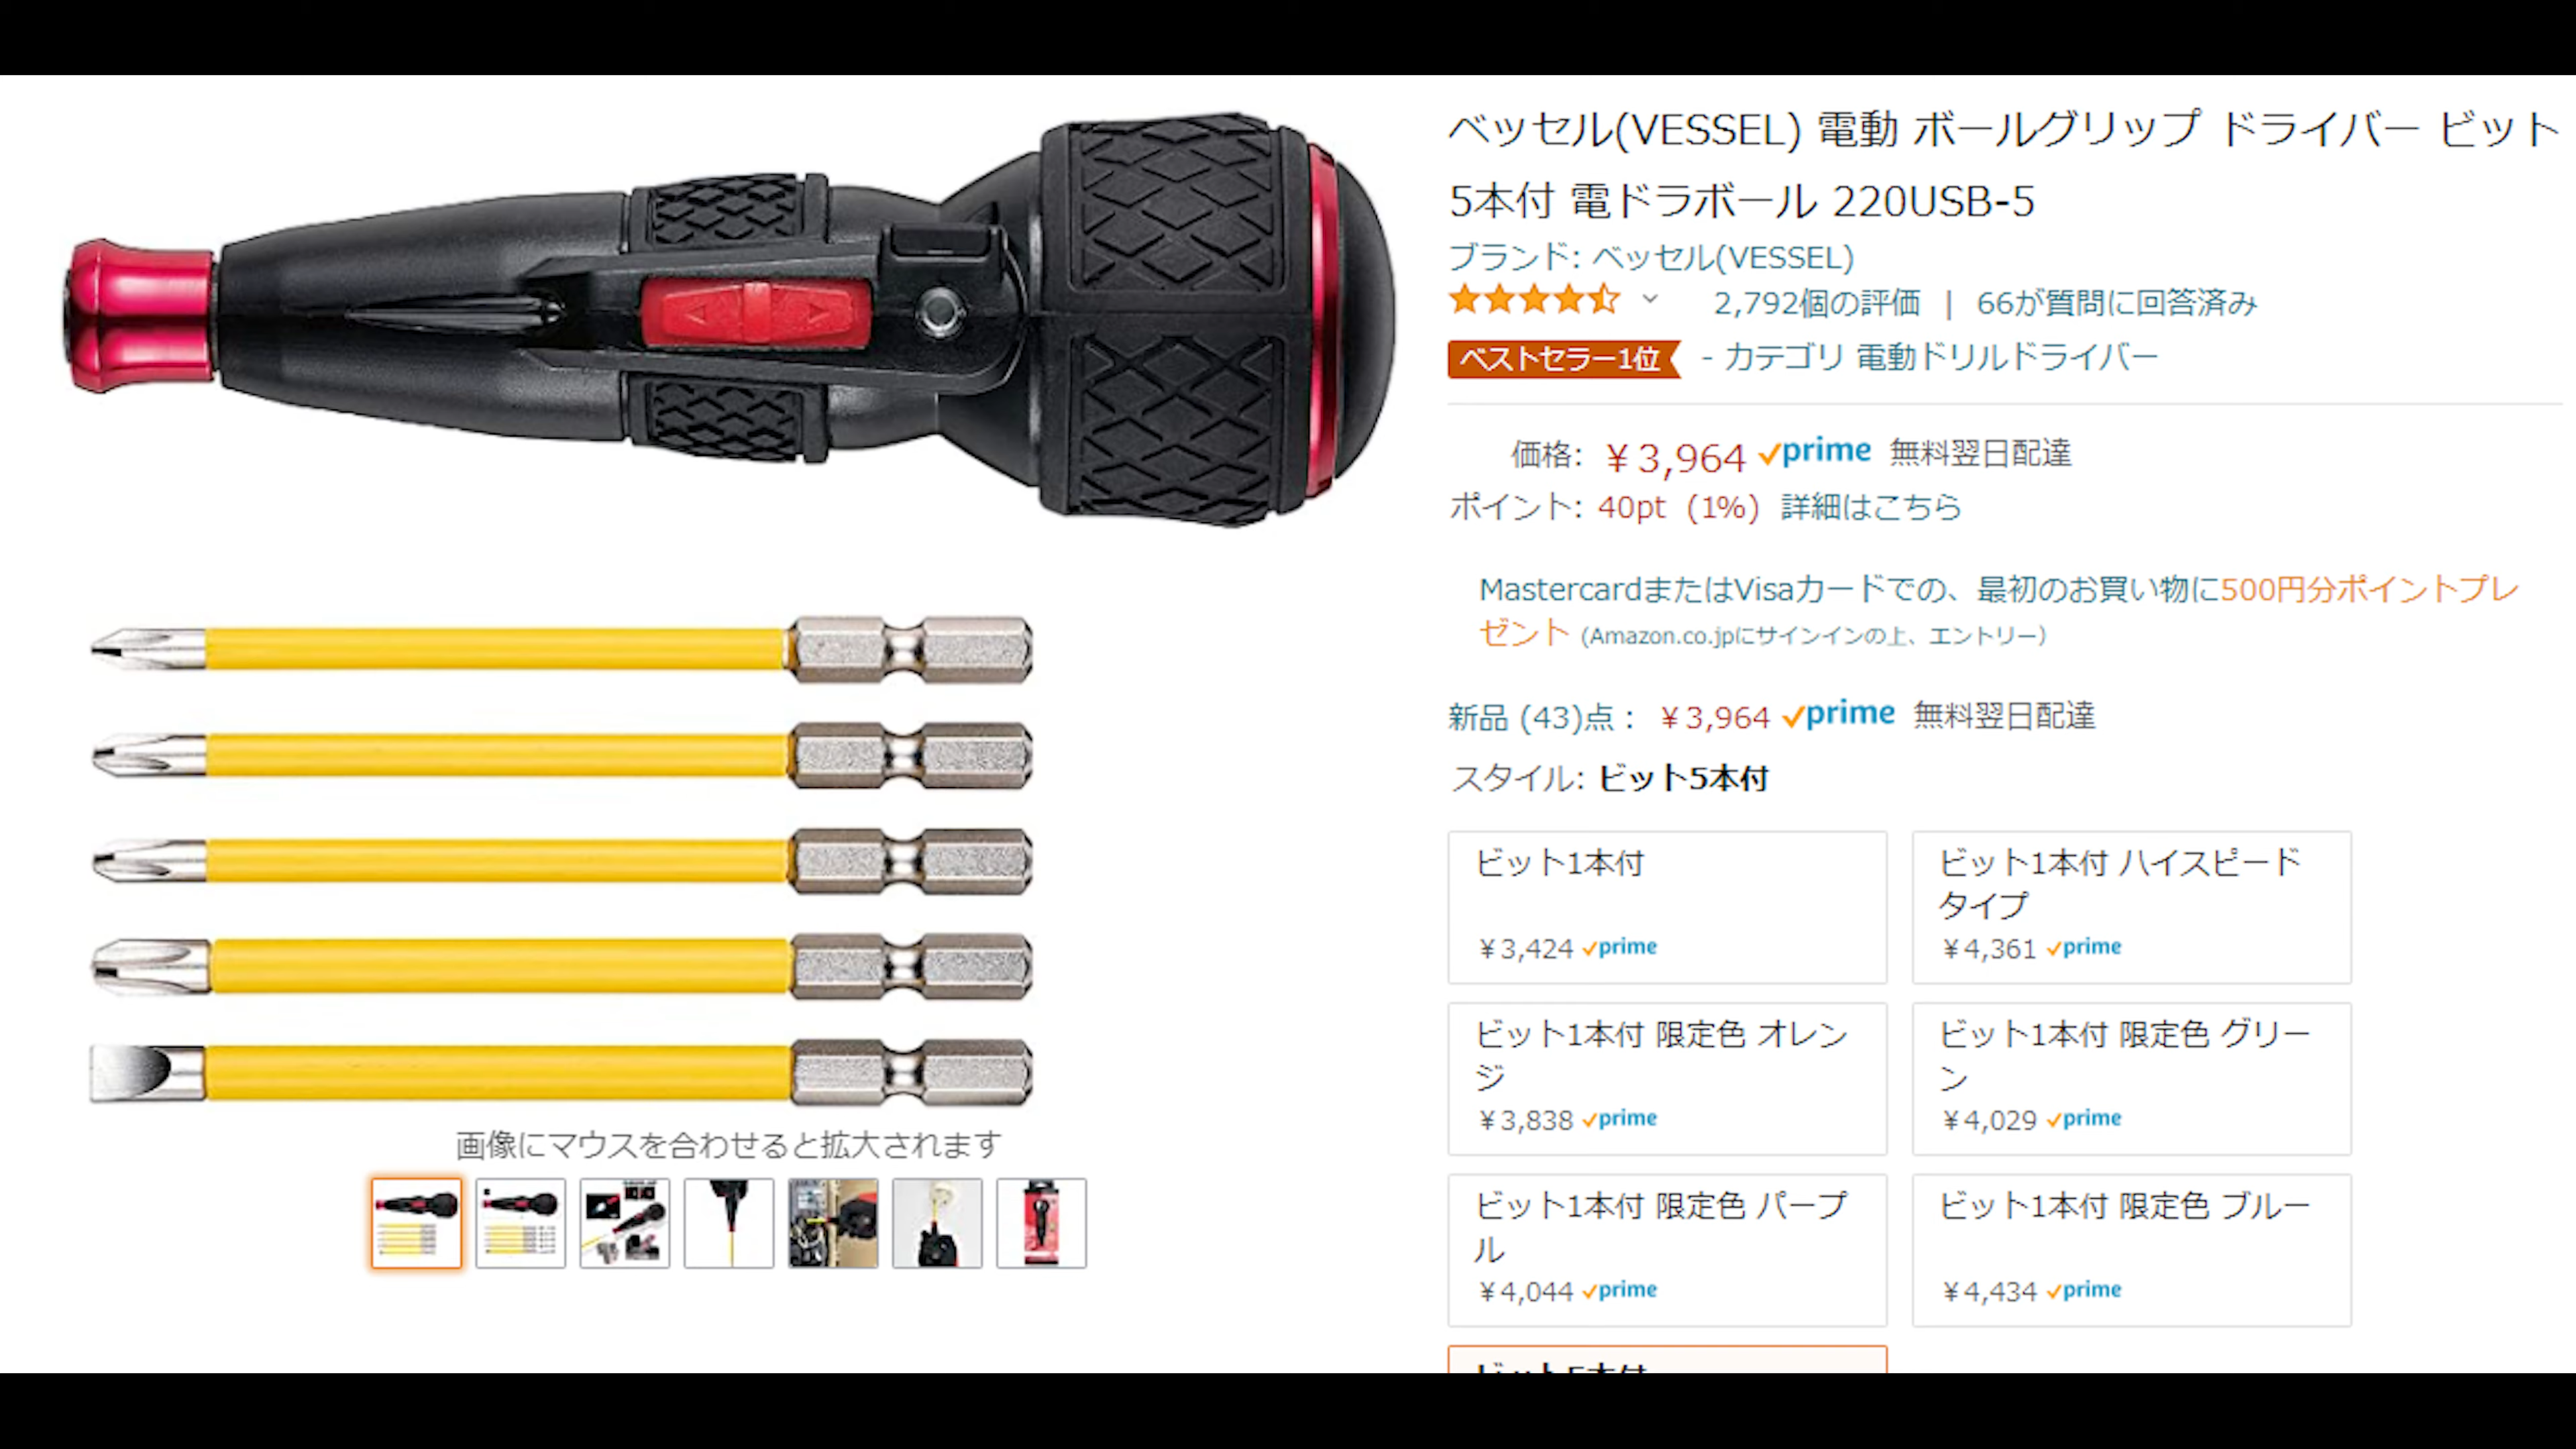 ベッセル(VESSEL) 電動 ボールグリップ ドライバー ビット
5本付 電ドラボール 220USB-5
ブランド: ベッセル(VESSEL)
2,792個の評価 | 66が質問に回答済み
ベストセラー1位 - カテゴリ 電動ドリルドライバー
価格: ￥3,964 prime 無料翌日配達
ポイント: 40pt (1%) 詳細はこちら
MastercardまたはVisaカードでの、最初のお買い物に500円分ポイントプレ
ゼント (Amazon.co.jpにサインインの上、エントリー)
新品 (43)点： ￥3,964 prime 無料翌日配達
スタイル: ビット5本付
ビット1本付
￥3,424 prime
ビット1本付 ハイスピード
タイプ
￥4,361 prime
ビット1本付 限定色 オレン
ジ
￥3,838 prime
ビット1本付 限定色 グリー
ン
￥4,029 prime
ビット1本付 限定色 パープ
ル
￥4,044 prime
ビット1本付 限定色 ブルー
￥4,434 prime
ビット5本付
画像にマウスを合わせると拡大されます